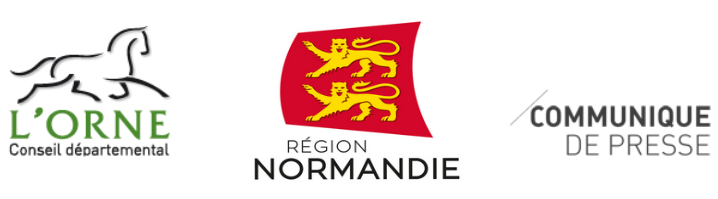 L'ORNE
Conseil départemental
RÉGION
NORMANDIE
COMMUNIQUE
DE PRESSE